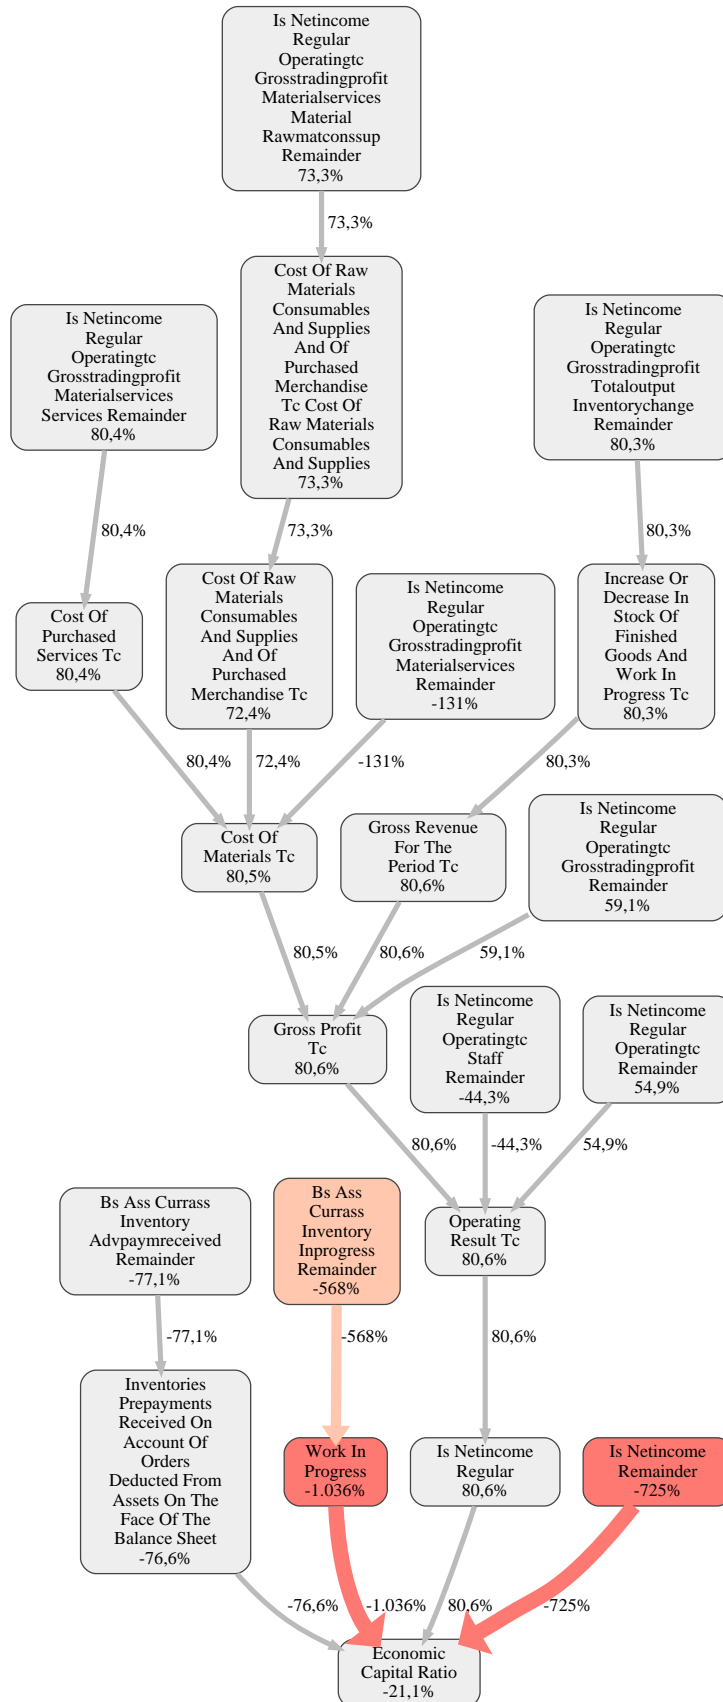 Is Netincome
Regular
Operatingtc
Grosstradingprofit
Materialservices
Material
Rawmatconssup
Remainder
73,3%
73,3%
Cost Of Raw
Materials
Consumables
And Supplies
And Of
Purchased
Merchandise
Tc Cost Of
Raw Materials
Consumables
And Supplies
73,3%
Is Netincome
Regular
Operatingtc
Grosstradingprofit
Materialservices
Services Remainder
80,4%
Is Netincome
Regular
Operatingtc
Grosstradingprofit
Totaloutput
Inventorychange
Remainder
80,3%
80,4%
73,3%
80,3%
Cost Of
Purchased
Services Tc
80,4%
Cost Of Raw
Materials
Consumables
And Supplies
And Of
Purchased
Merchandise Tc
72,4%
Is Netincome
Regular
Operatingtc
Grosstradingprofit
Materialservices
Remainder
-131%
Increase Or
Decrease In
Stock Of
Finished
Goods And
Work In
Progress Tc
80,3%
80,4%
72,4%
-131%
80,3%
Cost Of
Materials Tc
80,5%
Gross Revenue
For The
Period Tc
80,6%
Is Netincome
Regular
Operatingtc
Grosstradingprofit
Remainder
59,1%
80,5%
80,6%
59,1%
Gross Profit
Tc
80,6%
Is Netincome
Regular
Operatingtc
Staff
Remainder
-44,3%
Is Netincome
Regular
Operatingtc
Remainder
54,9%
80,6%
-44,3%
54,9%
Bs Ass Currass
Inventory
Advpaymreceived
Remainder
-77,1%
Bs Ass
Currass
Inventory
Inprogress
Remainder
-568%
Operating
Result Tc
80,6%
-77,1%
-568%
80,6%
Inventories
Prepayments
Received On
Account Of
Orders
Deducted From
Assets On The
Face Of The
Balance Sheet
-76,6%
Work In
Progress
-1.036%
Is Netincome
Regular
80,6%
Is Netincome
Remainder
-725%
-76,6%
-1.036%
80,6%
-725%
Economic
Capital Ratio
-21,1%